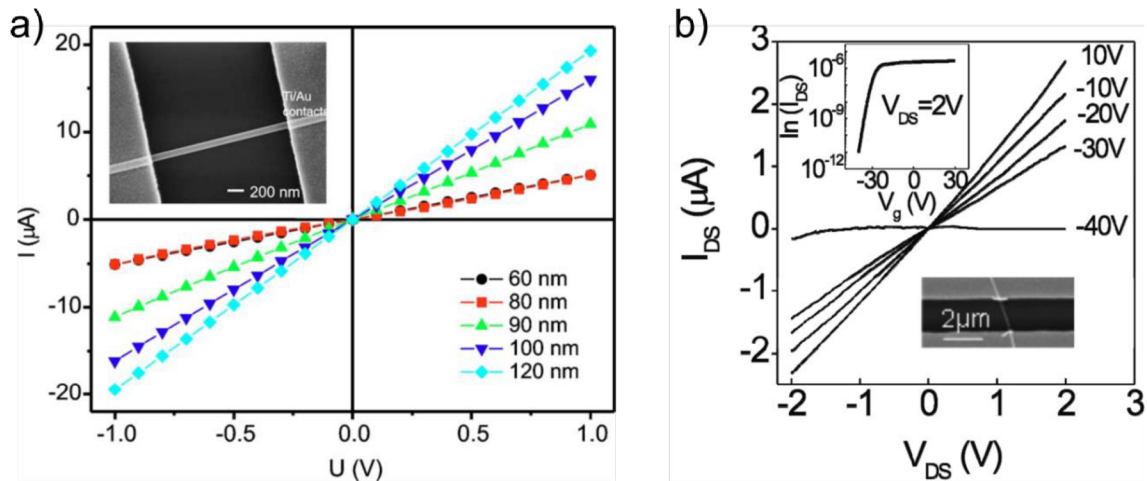 a)
20
10
0
-10
-20
I (µA)
Ti/Au
contacts
200 nm
60 nm
80 nm
90 nm
100 nm
120 nm
-1.0 -0.5 0.0 0.5 1.0
U (V)
b)
3
2
1
0
-1
-2
I_DS (µA)
10^-6
10^-9
10^-12
ln (I_DS)
V_DS=2V
-30 0 30
V_g (V)
10V
-10V
-20V
-30V
-40V
2µm
-2 -1 0 1 2 3
V_DS (V)